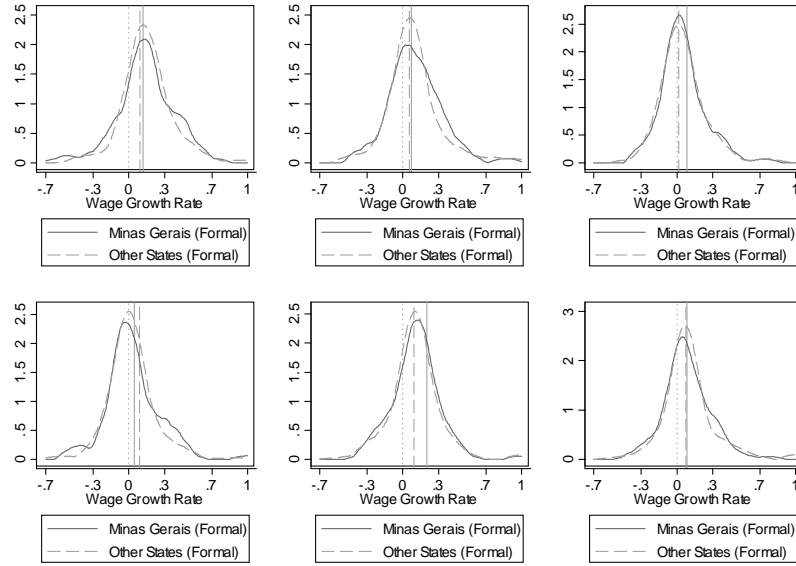 0 .5 1 1.5 2 2.5
-.7 -.3 0 .3 .7 1
Wage Growth Rate
Minas Gerais (Formal)
Other States (Formal)
0 .5 1 1.5 2 2.5
-.7 -.3 0 .3 .7 1
Wage Growth Rate
Minas Gerais (Formal)
Other States (Formal)
0 .5 1 1.5 2 2.5
-.7 -.3 0 .3 .7 1
Wage Growth Rate
Minas Gerais (Formal)
Other States (Formal)
0 .5 1 1.5 2 2.5
-.7 -.3 0 .3 .7 1
Wage Growth Rate
Minas Gerais (Formal)
Other States (Formal)
0 .5 1 1.5 2 2.5
-.7 -.3 0 .3 .7 1
Wage Growth Rate
Minas Gerais (Formal)
Other States (Formal)
0 1 2 3
-.7 -.3 0 .3 .7 1
Wage Growth Rate
Minas Gerais (Formal)
Other States (Formal)